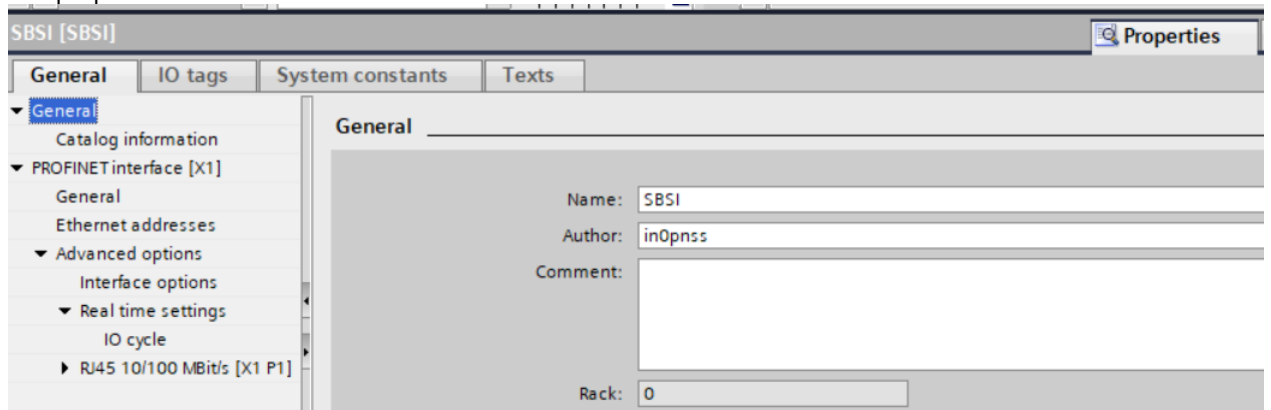 SBSI [SBSI]
Properties
General IO tags System constants Texts
General
Catalog information
PROFINET interface [X1]
General
Ethernet addresses
Advanced options
Interface options
Real time settings
IO cycle
RJ45 10/100 MBit/s [X1 P1]
General
Name: SBSI
Author: in0pnss
Comment:
Rack: 0